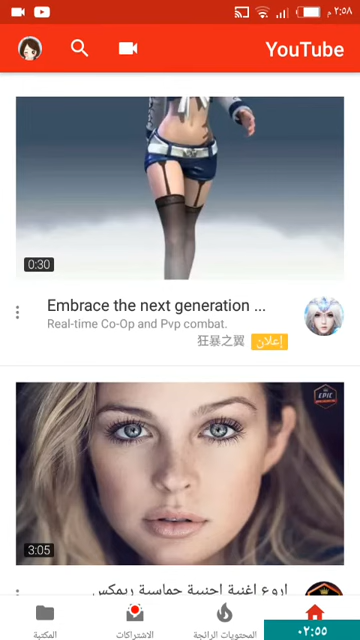 ٢:٥٨ م
YouTube
0:30
Embrace the next generation ...
Real-time Co-Op and Pvp combat.
狂暴之翼 إعلان
EPIC
3:05
اروع اغنية اجنبية حماسية ريمكس
المكتبة
الاشتراكات
المحتويات الرائجة
٠٢:٥٥